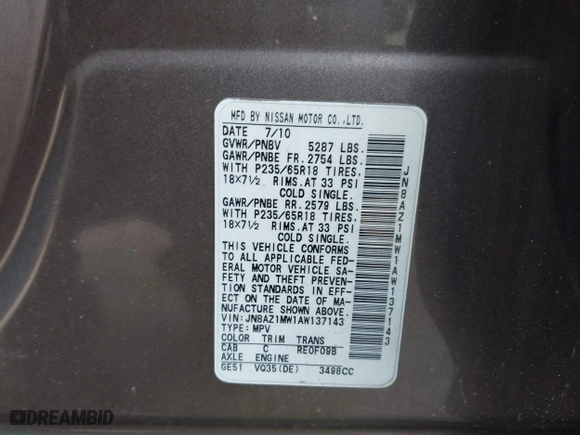 MFD BY NISSAN MOTOR CO.,LTD.
DATE 7/10
GVWR/PNBV 5287 LBS.
GAWR/PNBE FR. 2754 LBS.
WITH P235/65R18 TIRES.
18×7½ RIMS. AT 33 PSI
COLD SINGLE.
GAWR/PNBE RR. 2579 LBS.
WITH P235/65R18 TIRES.
18×7½ RIMS. AT 33 PSI
COLD SINGLE.
THIS VEHICLE CONFORMS
TO ALL APPLICABLE FED-
ERAL MOTOR VEHICLE SA-
FETY AND THEFT PREVEN-
TION STANDARDS IN EFF-
ECT ON THE DATE OF MA-
NUFACTURE SHOWN ABOVE.
VIN: JN8AZ1MW1AW137143
TYPE: MPV
COLOR TRIM TRANS
CAB C RE0F09B
AXLE ENGINE
GE51 VQ35(DE) 3498CC
JN8AZ1MW1AW137143
DREAMBID